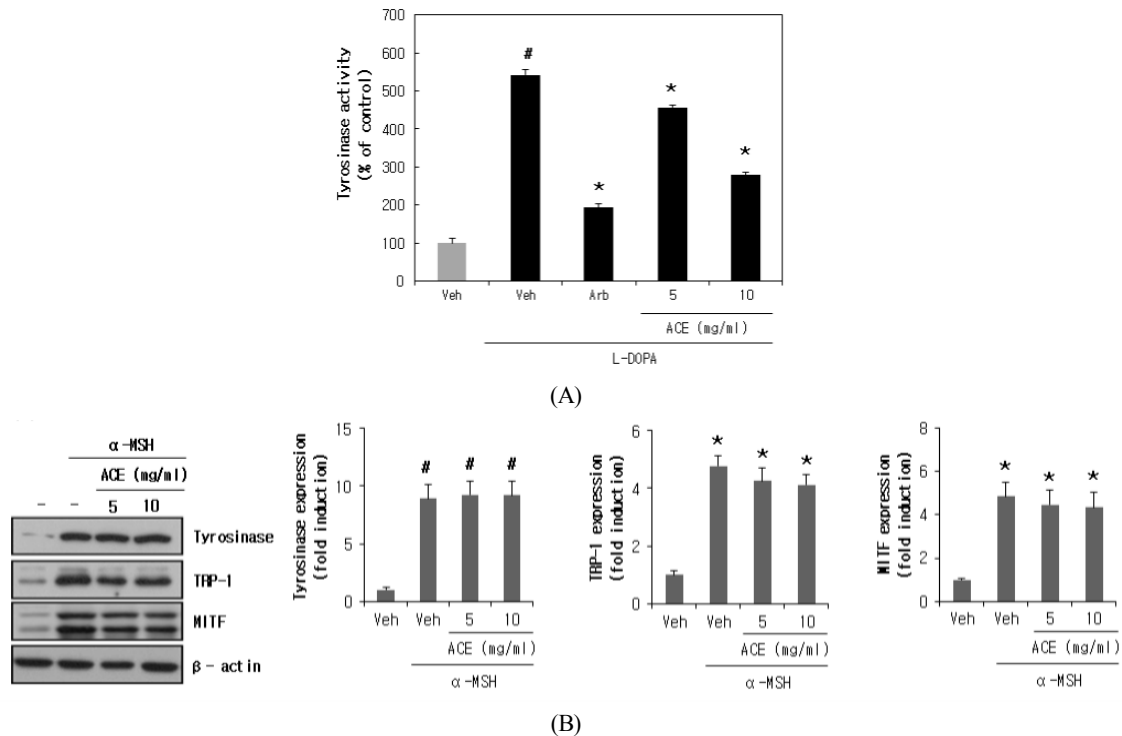 700
600
500
400
300
200
100
0
Tyrosinase activity
(% of control)
#
*
*
*
Veh Veh Arb 5 10
ACE (mg/ml)
L-DOPA
(A)
α-MSH
ACE (mg/ml)
- - 5 10
Tyrosinase
TRP-1
MITF
β- actin
15
10
5
0
Tyrosinase expression
(fold induction)
# # #
Veh Veh 5 10
ACE (mg/ml)
α-MSH
6
4
2
0
TRP-1 expression
(fold induction)
* * *
Veh Veh 5 10
ACE (mg/ml)
α-MSH
8
6
4
2
0
MITF expression
(fold induction)
* * *
Veh Veh 5 10
ACE (mg/ml)
α-MSH
(B)